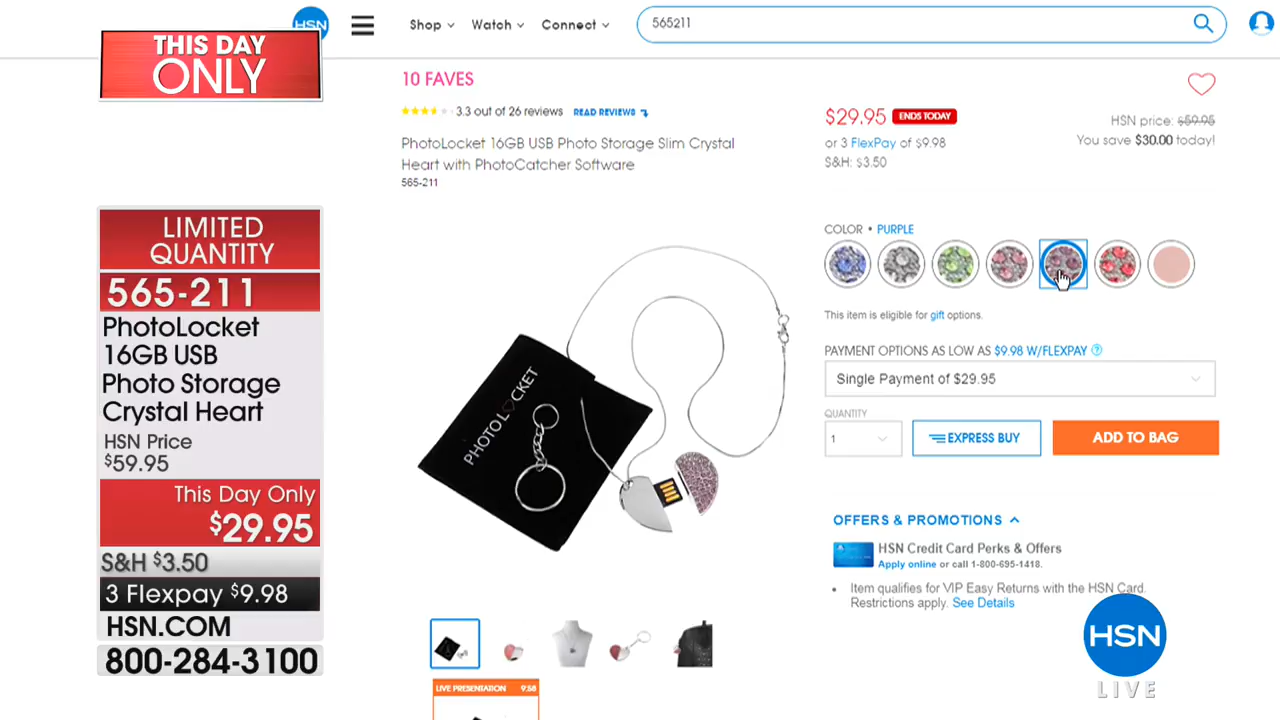 HSN
THIS DAY
ONLY
Shop
Watch
Connect
565211
10 FAVES
3.3 out of 26 reviews READ REVIEWS
PhotoLocket 16GB USB Photo Storage Slim Crystal
Heart with PhotoCatcher Software
565-211
$29.95 ENDS TODAY
or 3 FlexPay of $9.98
S&H: $3.50
HSN price: $59.95
You save $30.00 today!
COLOR • PURPLE
This item is eligible for gift options.
PAYMENT OPTIONS AS LOW AS $9.98 W/FLEXPAY ?
Single Payment of $29.95
QUANTITY
1
EXPRESS BUY
ADD TO BAG
OFFERS & PROMOTIONS
HSN Credit Card Perks & Offers
Apply online or call 1-800-695-1418.
• Item qualifies for VIP Easy Returns with the HSN Card.
Restrictions apply. See Details
PHOTOLOCKET
LIVE PRESENTATION 9:58
LIMITED
QUANTITY
565-211
PhotoLocket
16GB USB
Photo Storage
Crystal Heart
HSN Price
$59.95
This Day Only
$29.95
S&H $3.50
3 Flexpay $9.98
HSN.COM
800-284-3100
HSN
LIVE